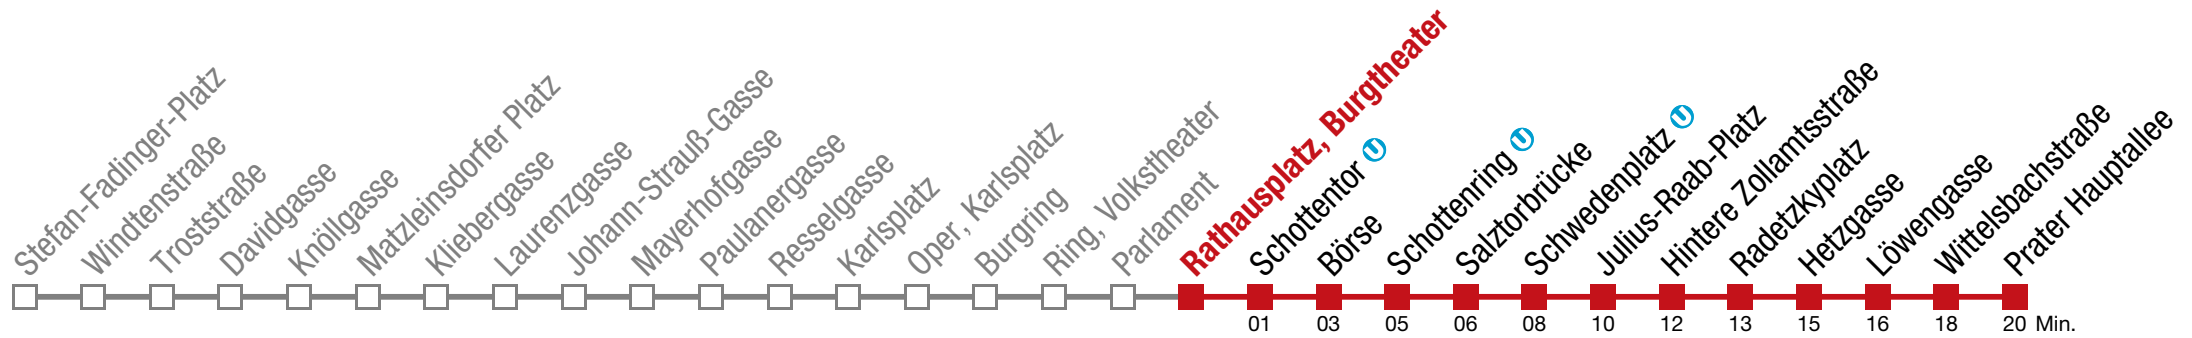 Stefan-Fadinger-Platz
Windtenstraße
Troststraße
Davidgasse
Knöllgasse
Matzleinsdorfer Platz
Kliebergasse
Laurenzgasse
Johann-Strauß-Gasse
Mayerhofgasse
Paulanergasse
Resselgasse
Karlsplatz
Oper, Karlsplatz
Burgring
Ring, Volkstheater
Parlament
Rathausplatz, Burgtheater
Schottentor U
Börse
Schottenring U
Salztorbrücke
Schwedenplatz U
Julius-Raab-Platz
Hintere Zollamtsstraße
Radetzkyplatz
Hetzgasse
Löwengasse
Wittelsbachstraße
Prater Hauptallee
01 03 05 06 08 10 12 13 15 16 18 20 Min.